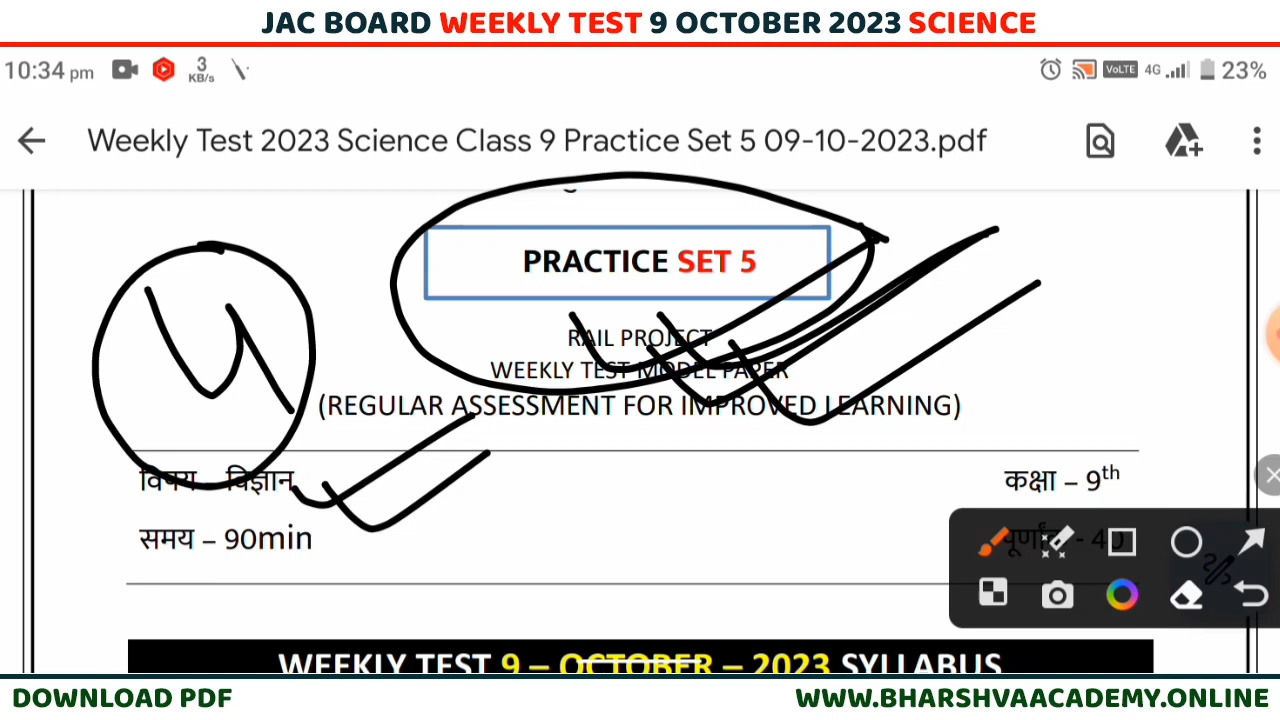 JAC BOARD WEEKLY TEST 9 OCTOBER 2023 SCIENCE
10:34 pm 3 KB/s VoLTE 4G 23%
Weekly Test 2023 Science Class 9 Practice Set 5 09-10-2023.pdf
PRACTICE SET 5
RAIL PROJECT
WEEKLY TEST MODEL PAPER
(REGULAR ASSESSMENT FOR IMPROVED LEARNING)
विषय – विज्ञान कक्षा – 9th
समय – 90min पूर्णांक - 40
WEEKLY TEST 9 – OCTOBER – 2023 SYLLABUS
DOWNLOAD PDF WWW.BHARSHVAACADEMY.ONLINE